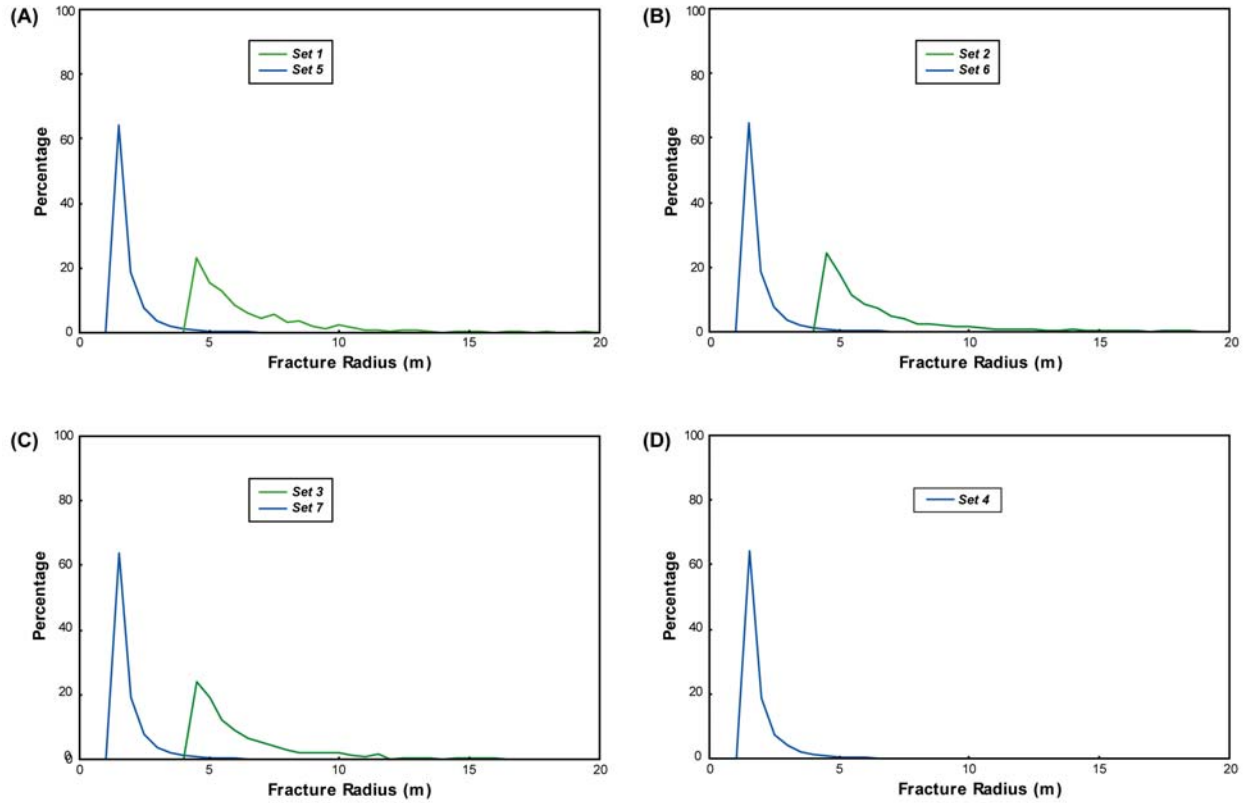 (A)
100
80
60
40
20
0
Percentage
Set 1
Set 5
0 5 10 15 20
Fracture Radius (m)
(B)
100
80
60
40
20
0
Percentage
Set 2
Set 6
0 5 10 15 20
Fracture Radius (m)
(C)
100
80
60
40
20
0
Percentage
Set 3
Set 7
0 5 10 15 20
Fracture Radius (m)
(D)
100
80
60
40
20
0
Percentage
Set 4
0 5 10 15 20
Fracture Radius (m)